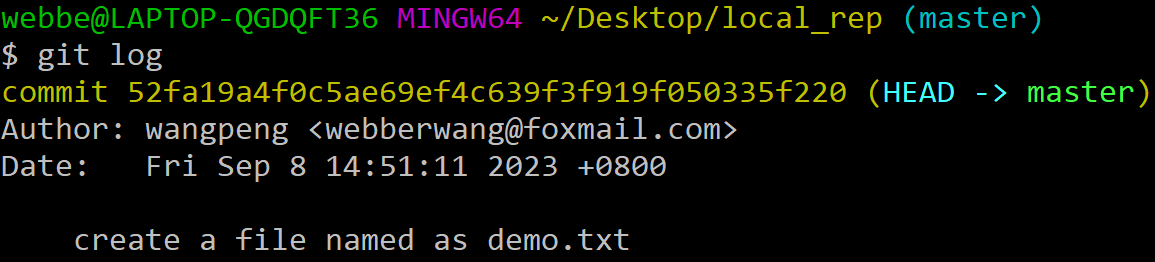 webbe@LAPTOP-QGDQFT36 MINGW64 ~/Desktop/local_rep (master)
$ git log
commit 52fa19a4f0c5ae69ef4c639f3f919f050335f220 (HEAD -> master)
Author: wangpeng <webberwang@foxmail.com>
Date:   Fri Sep 8 14:51:11 2023 +0800

    create a file named as demo.txt